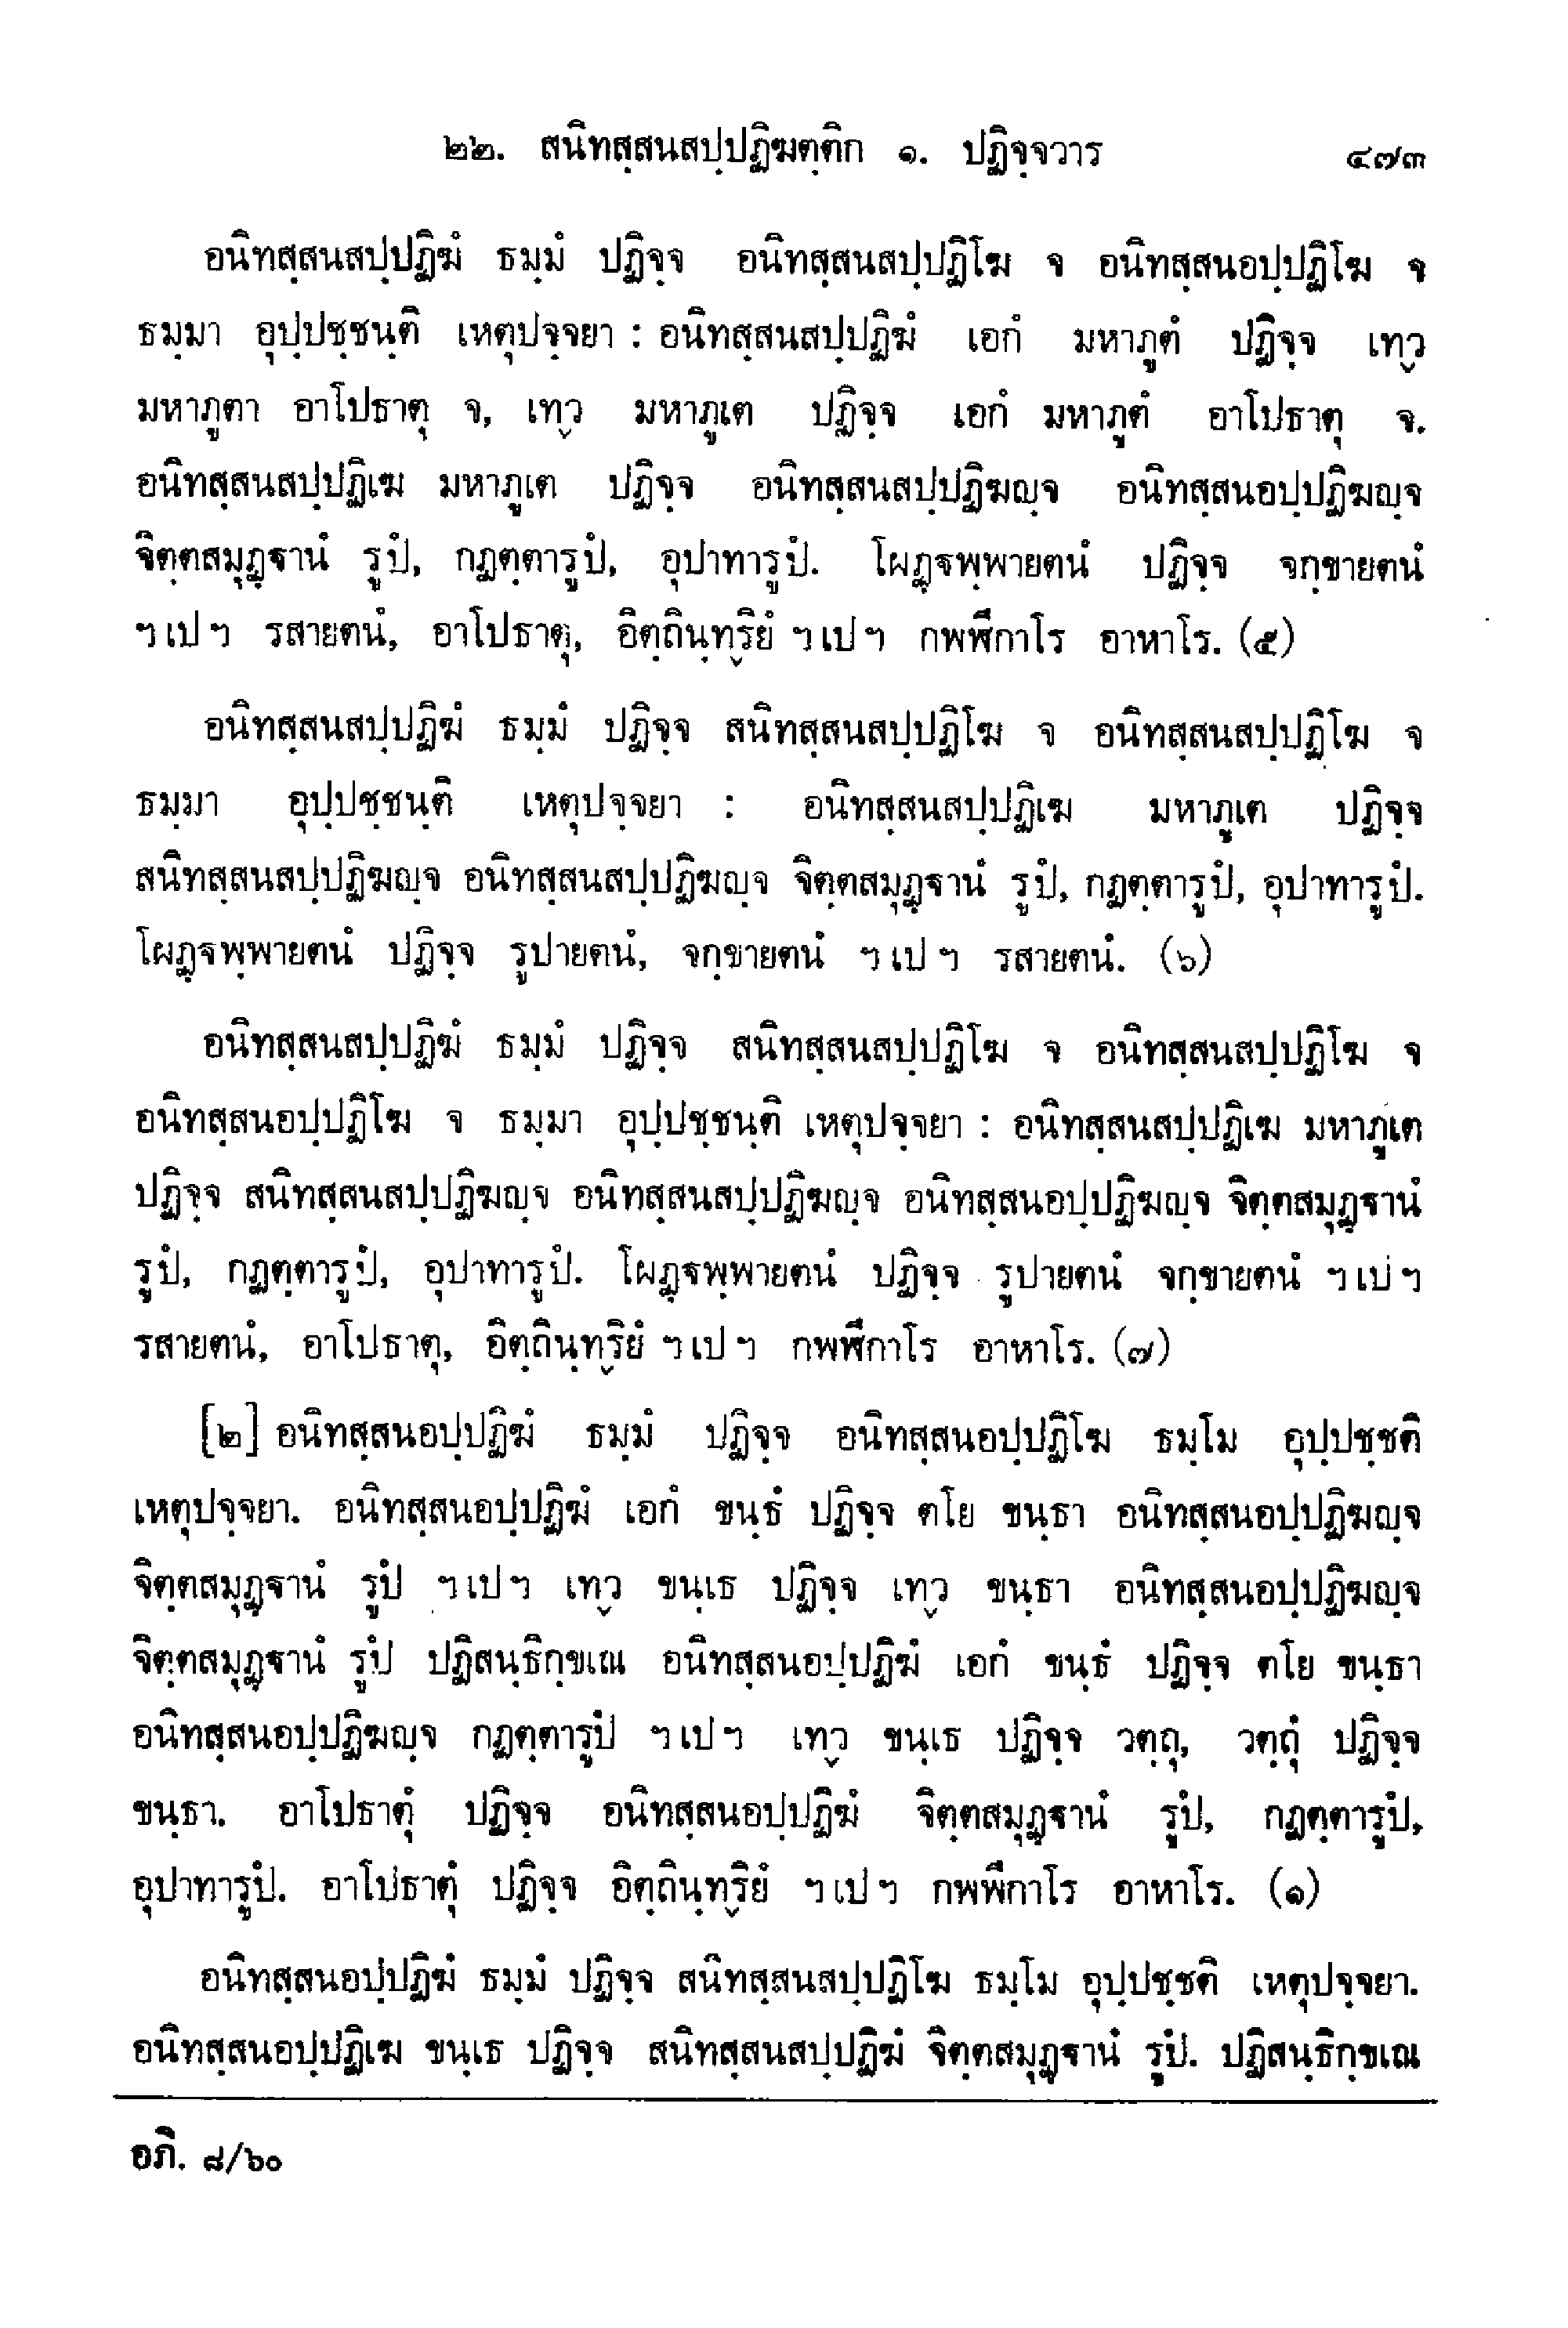 ๒๒. สนิทสฺสนสปฺปฏิฆตฺติก ๑. ปฏิจฺจวาร ๔๗๓
อนิทสฺสนสปฺปฏิฆํ ธมฺมํ ปฏิจฺจ อนิทสฺสนสปฺปฏิโฆ จ อนิทสฺสนอปฺปฏิโฆ จ
ธมฺมา อุปฺปชฺชนฺติ เหตุปจฺจยา : อนิทสฺสนสปฺปฏิฆํ เอกํ มหาภูตํ ปฏิจฺจ เทฺว
มหาภูตา อาโปธาตุ จ, เทฺว มหาภูเต ปฏิจฺจ เอกํ มหาภูตํ อาโปธาตุ จ.
อนิทสฺสนสปฺปฏิเฆ มหาภูเต ปฏิจฺจ อนิทสฺสนสปฺปฏิฆญฺจ อนิทสฺสนอปฺปฏิฆญฺจ
จิตฺตสมุฏฺฐานํ รูปํ, กฏตฺตารูปํ, อุปาทารูปํ. โผฏฺฐพฺพายตนํ ปฏิจฺจ จกฺขายตนํ
ฯ เป ฯ รสายตนํ, อาโปธาตุ, อิตฺถินฺทฺริยํ ฯ เป ฯ กพฬีกาโร อาหาโร. (๕)
อนิทสฺสนสปฺปฏิฆํ ธมฺมํ ปฏิจฺจ สนิทสฺสนสปฺปฏิโฆ จ อนิทสฺสนสปฺปฏิโฆ จ
ธมฺมา อุปฺปชฺชนฺติ เหตุปจฺจยา : อนิทสฺสนสปฺปฏิเฆ มหาภูเต ปฏิจฺจ
สนิทสฺสนสปฺปฏิฆญฺจ อนิทสฺสนสปฺปฏิฆญฺจ จิตฺตสมุฏฺฐานํ รูปํ, กฏตฺตารูปํ, อุปาทารูปํ.
โผฏฺฐพฺพายตนํ ปฏิจฺจ รูปายตนํ, จกฺขายตนํ ฯ เป ฯ รสายตนํ. (๖)
อนิทสฺสนสปฺปฏิฆํ ธมฺมํ ปฏิจฺจ สนิทสฺสนสปฺปฏิโฆ จ อนิทสฺสนสปฺปฏิโฆ จ
อนิทสฺสนอปฺปฏิโฆ จ ธมฺมา อุปฺปชฺชนฺติ เหตุปจฺจยา : อนิทสฺสนสปฺปฏิเฆ มหาภูเต
ปฏิจฺจ สนิทสฺสนสปฺปฏิฆญฺจ อนิทสฺสนสปฺปฏิฆญฺจ อนิทสฺสนอปฺปฏิฆญฺจ จิตฺตสมุฏฺฐานํ
รูปํ, กฏตฺตารูปํ, อุปาทารูปํ. โผฏฺฐพฺพายตนํ ปฏิจฺจ รูปายตนํ จกฺขายตนํ ฯ เป ฯ
รสายตนํ, อาโปธาตุ, อิตฺถินฺทฺริยํ ฯ เป ฯ กพฬีกาโร อาหาโร. (๗)
[๒] อนิทสฺสนอปฺปฏิฆํ ธมฺมํ ปฏิจฺจ อนิทสฺสนอปฺปฏิโฆ ธมฺโม อุปฺปชฺชติ
เหตุปจฺจยา. อนิทสฺสนอปฺปฏิฆํ เอกํ ขนฺธํ ปฏิจฺจ ตโย ขนฺธา อนิทสฺสนอปฺปฏิฆญฺจ
จิตฺตสมุฏฺฐานํ รูปํ ฯ เป ฯ เทฺว ขนฺเธ ปฏิจฺจ เทฺว ขนฺธา อนิทสฺสนอปฺปฏิฆญฺจ
จิตฺตสมุฏฺฐานํ รูปํ ปฏิสนฺธิกฺขเณ อนิทสฺสนอปฺปฏิฆํ เอกํ ขนฺธํ ปฏิจฺจ ตโย ขนฺธา
อนิทสฺสนอปฺปฏิฆญฺจ กฏตฺตารูปํ ฯ เป ฯ เทฺว ขนฺเธ ปฏิจฺจ วตฺถุ, วตฺถุํ ปฏิจฺจ
ขนฺธา. อาโปธาตุํ ปฏิจฺจ อนิทสฺสนอปฺปฏิฆํ จิตฺตสมุฏฺฐานํ รูปํ, กฏตฺตารูปํ,
อุปาทารูปํ. อาโปธาตุํ ปฏิจฺจ อิตฺถินฺทฺริยํ ฯ เป ฯ กพฬีกาโร อาหาโร. (๑)
อนิทสฺสนอปฺปฏิฆํ ธมฺมํ ปฏิจฺจ สนิทสฺสนสปฺปฏิโฆ ธมฺโม อุปฺปชฺชติ เหตุปจฺจยา.
อนิทสฺสนอปฺปฏิเฆ ขนฺเธ ปฏิจฺจ สนิทสฺสนสปฺปฏิฆํ จิตฺตสมุฏฺฐานํ รูปํ. ปฏิสนฺธิกฺขเณ
อภิ. ๘/๖๐